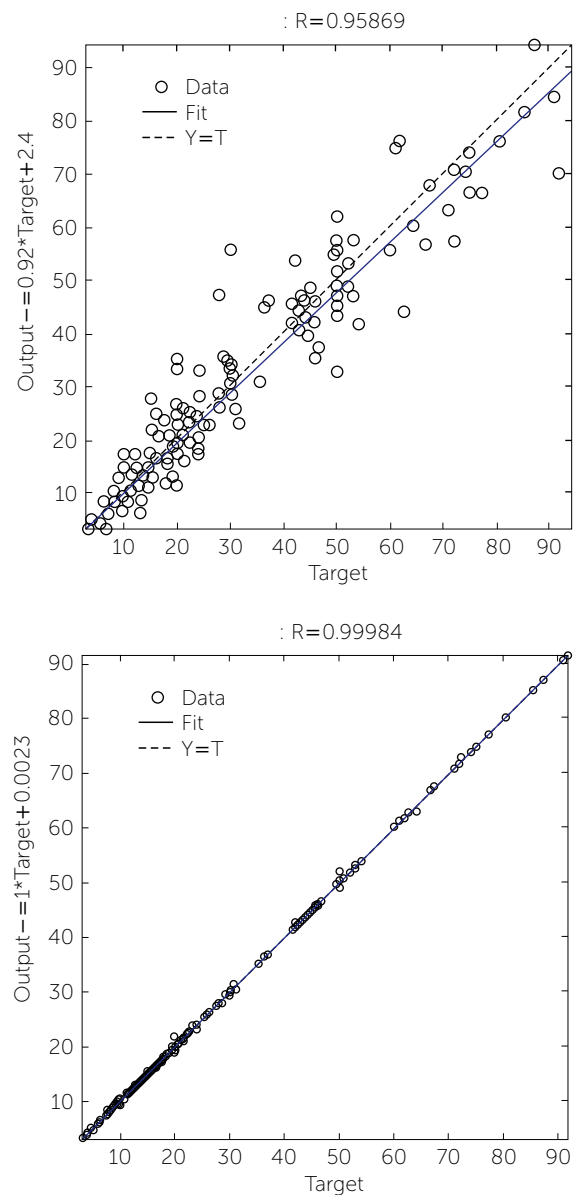 : R=0.95869
90
80
70
60
50
40
30
20
10
Output−=0.92*Target+2.4
Data
Fit
Y=T
10 20 30 40 50 60 70 80 90
Target
: R=0.99984
90
80
70
60
50
40
30
20
10
Output−=1*Target+0.0023
Data
Fit
Y=T
10 20 30 40 50 60 70 80 90
Target